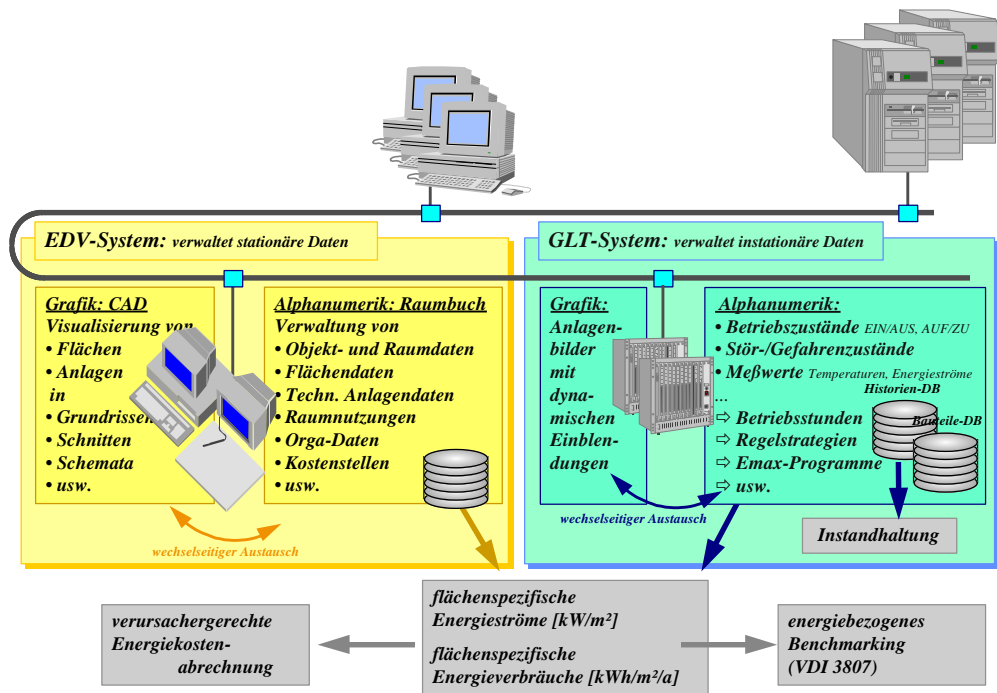 EDV-System: verwaltet stationäre Daten
Grafik: CAD
Visualisierung von
• Flächen
• Anlagen
in
• Grundrissen
• Schnitten
• Schemata
• usw.
Alphanumerik: Raumbuch
Verwaltung von
• Objekt- und Raumdaten
• Flächendaten
• Techn. Anlagendaten
• Raumnutzungen
• Orga-Daten
• Kostenstellen
• usw.
wechselseitiger Austausch
GLT-System: verwaltet instationäre Daten
Grafik:
Anlagen-
bilder
mit
dyna-
mischen
Einblen-
dungen
Alphanumerik:
• Betriebszustände EIN/AUS, AUF/ZU
• Stör-/Gefahrenzustände
• Meßwerte Temperaturen, Energieströme
...
⇨ Betriebsstunden
⇨ Regelstrategien
⇨ Emax-Programme
⇨ usw.
Historien-DB
Bauteile-DB
wechselseitiger Austausch
Instandhaltung
verursachergerechte
Energiekosten-
abrechnung
flächenspezifische
Energieströme [kW/m²]
flächenspezifische
Energieverbräuche [kWh/m²/a]
energiebezogenes
Benchmarking
(VDI 3807)